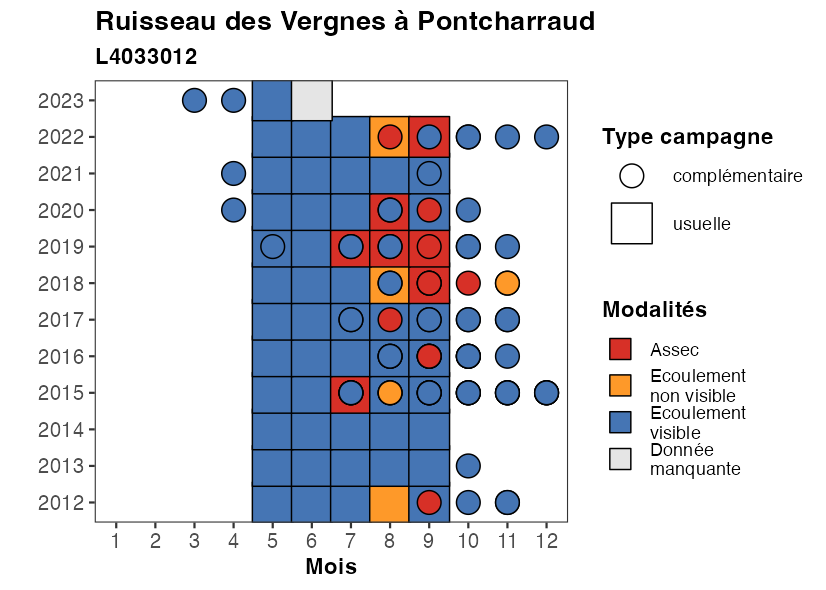 Ruisseau des Vergnes à Pontcharraud
L4033012
2023
2022
2021
2020
2019
2018
2017
2016
2015
2014
2013
2012
1 2 3 4 5 6 7 8 9 10 11 12
Mois
Type campagne
complémentaire
usuelle
Modalités
Assec
Ecoulement
non visible
Ecoulement
visible
Donnée
manquante